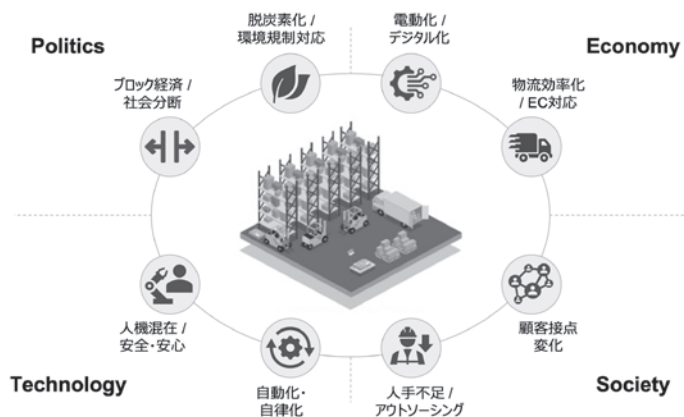 Politics
脱炭素化 /
環境規制対応
電動化 /
デジタル化
Economy
ブロック経済 /
社会分断
物流効率化
/ EC対応
人機混在 /
安全・安心
顧客接点
変化
自動化・
自律化
人手不足 /
アウトソーシング
Technology
Society